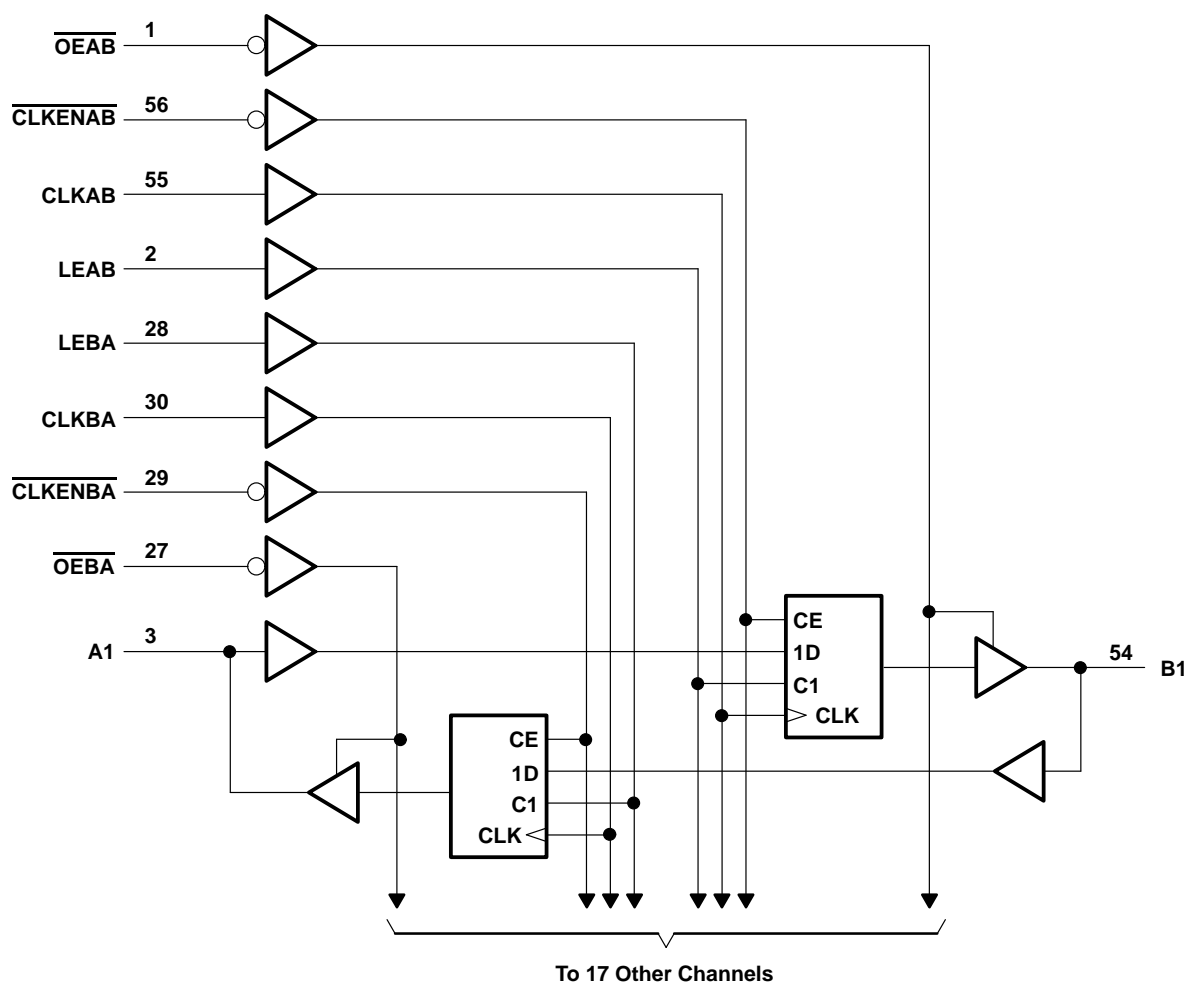 OEAB 1
CLKENAB 56
CLKAB 55
LEAB 2
LEBA 28
CLKBA 30
CLKENBA 29
OEBA 27
A1 3
CE
1D
C1
CLK
54 B1
CE
1D
C1
CLK
To 17 Other Channels